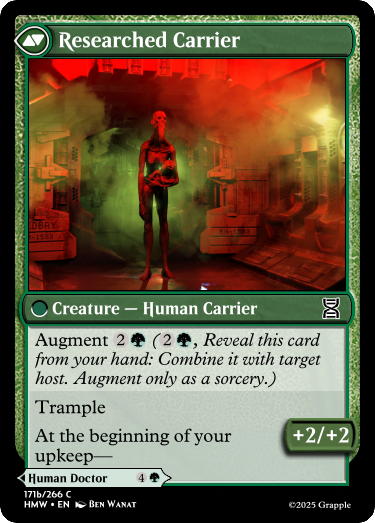 Researched Carrier
Creature — Human Carrier
Augment 2 ( 2 , Reveal this card
from your hand: Combine it with target
host. Augment only as a sorcery.)
Trample
At the beginning of your
upkeep—
+2/+2
Human Doctor 4
171b/266 C
HMW • EN Ben Wanat
©2025 Grapple